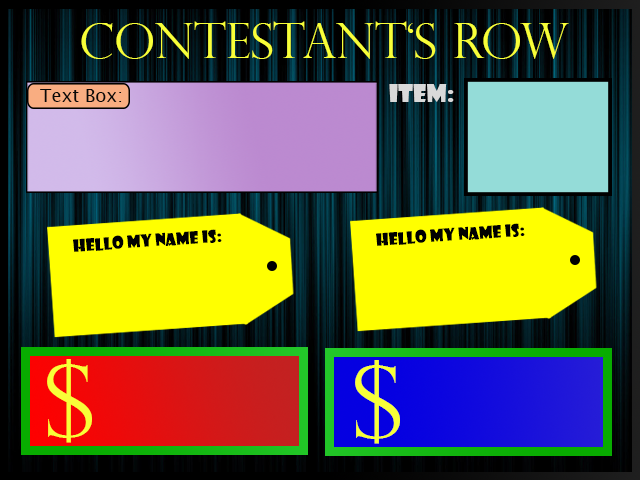 CONTESTANT'S ROW
Text Box:
ITEM:
HELLO MY NAME IS:
HELLO MY NAME IS:
$
$